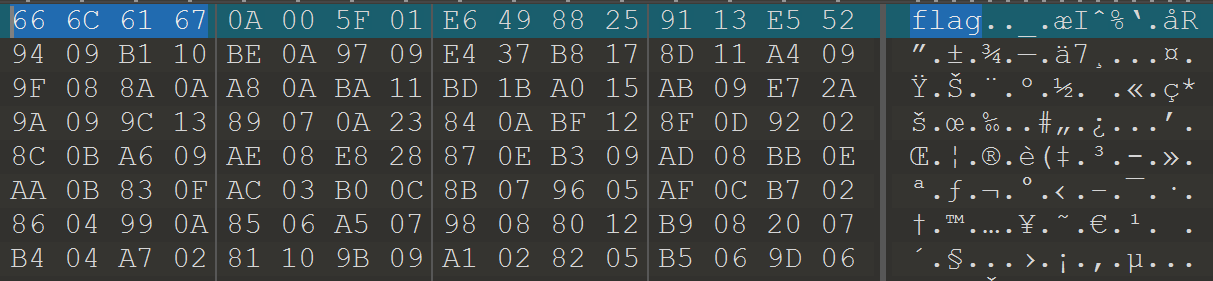 66 6C 61 67 0A 00 5F 01 E6 49 88 25 91 13 E5 52 flag.._.æIˆ%‘.åR
94 09 B1 10 BE 0A 97 09 E4 37 B8 17 8D 11 A4 09 ”.±.¾.—.ä7¸...¤.
9F 08 8A 0A A8 0A BA 11 BD 1B A0 15 AB 09 E7 2A Ÿ.Š.¨.º.½. .«.ç*
9A 09 9C 13 89 07 0A 23 84 0A BF 12 8F 0D 92 02 š.œ.‰..#„.¿...’.
8C 0B A6 09 AE 08 E8 28 87 0E B3 09 AD 08 BB 0E Œ.¦.®.è(‡.³.-.».
AA 0B 83 0F AC 03 B0 0C 8B 07 96 05 AF 0C B7 02 ª.ƒ.¬.°.‹.–.¯.·.
86 04 99 0A 85 06 A5 07 98 08 80 12 B9 08 20 07 †.™.….¥.˜.€.¹. .
B4 04 A7 02 81 10 9B 09 A1 02 82 05 B5 06 9D 06 ´.§...›.¡.‚.µ...